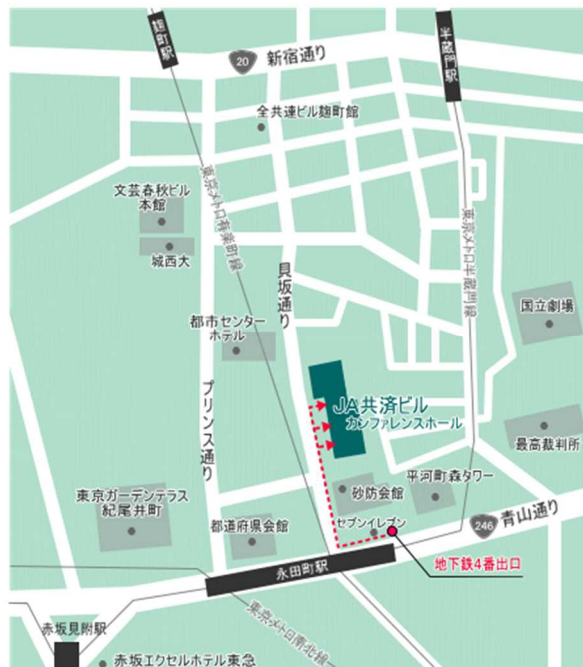 麹町駅
半蔵門駅
20
新宿通り
全共連ビル麹町館
東京メトロ有楽町線
文芸春秋ビル
本館
城西大
東京メトロ半蔵門線
貝坂通り
国立劇場
都市センター
ホテル
プリンス通り
JA共済ビル
カンファレンスホール
最高裁判所
平河町森タワー
砂防会館
東京ガーデンテラス
紀尾井町
都道府県会館
セブンイレブン
246
青山通り
地下鉄4番出口
永田町駅
赤坂見附駅
東京メトロ南北線
赤坂エクセルホテル東急